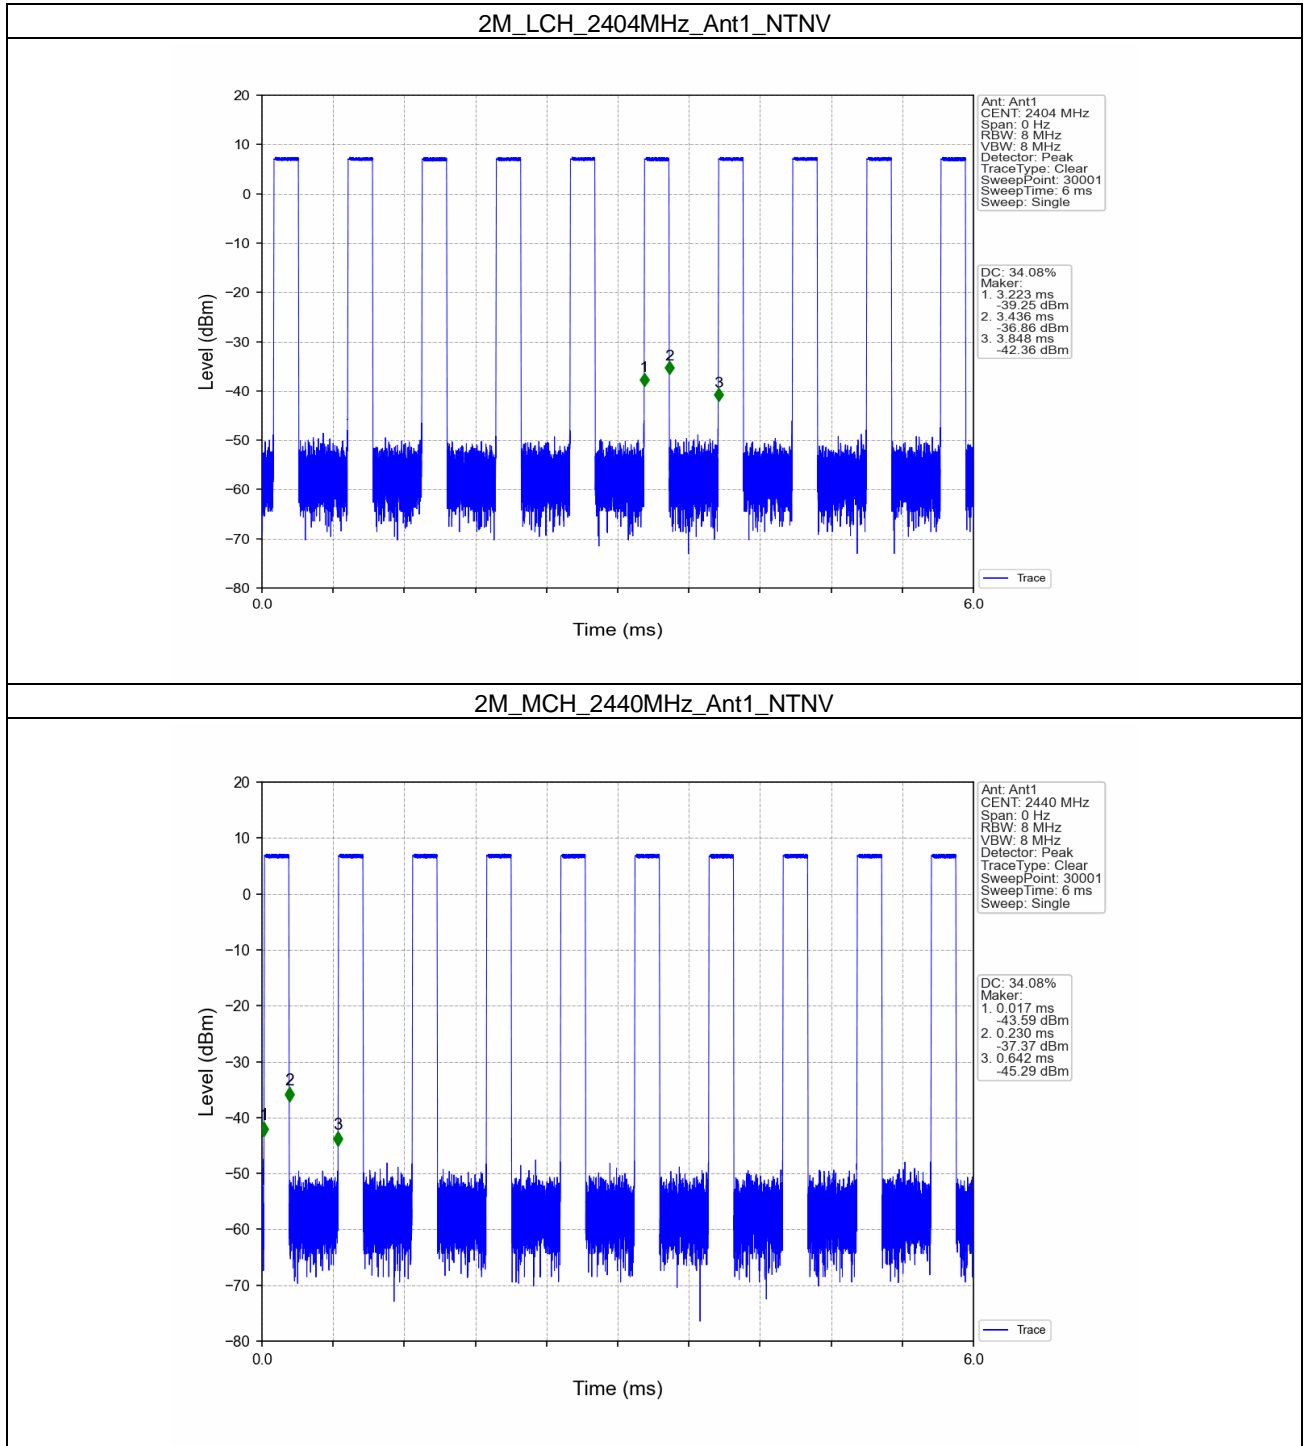 2M_LCH_2404MHz_Ant1_NTNV
20
10
0
−10
−20
−30
−40
−50
−60
−70
−80
Level (dBm)
0.0
6.0
Time (ms)
1
2
3
Ant: Ant1
CENT: 2404 MHz
Span: 0 Hz
RBW: 8 MHz
VBW: 8 MHz
Detector: Peak
TraceType: Clear
SweepPoint: 30001
SweepTime: 6 ms
Sweep: Single
DC: 34.08%
Maker:
1. 3.223 ms
-39.25 dBm
2. 3.436 ms
-36.86 dBm
3. 3.848 ms
-42.36 dBm
Trace
2M_MCH_2440MHz_Ant1_NTNV
20
10
0
−10
−20
−30
−40
−50
−60
−70
−80
Level (dBm)
0.0
6.0
Time (ms)
1
2
3
Ant: Ant1
CENT: 2440 MHz
Span: 0 Hz
RBW: 8 MHz
VBW: 8 MHz
Detector: Peak
TraceType: Clear
SweepPoint: 30001
SweepTime: 6 ms
Sweep: Single
DC: 34.08%
Maker:
1. 0.017 ms
-43.59 dBm
2. 0.230 ms
-37.37 dBm
3. 0.642 ms
-45.29 dBm
Trace